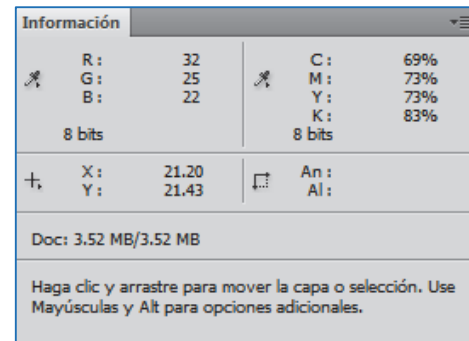 Información
R : 32 C : 69%
G : 25 M : 73%
B : 22 Y : 73%
K : 83%
8 bits 8 bits
X : 21.20 An :
Y : 21.43 Al :
Doc: 3.52 MB/3.52 MB
Haga clic y arrastre para mover la capa o selección. Use
Mayúsculas y Alt para opciones adicionales.